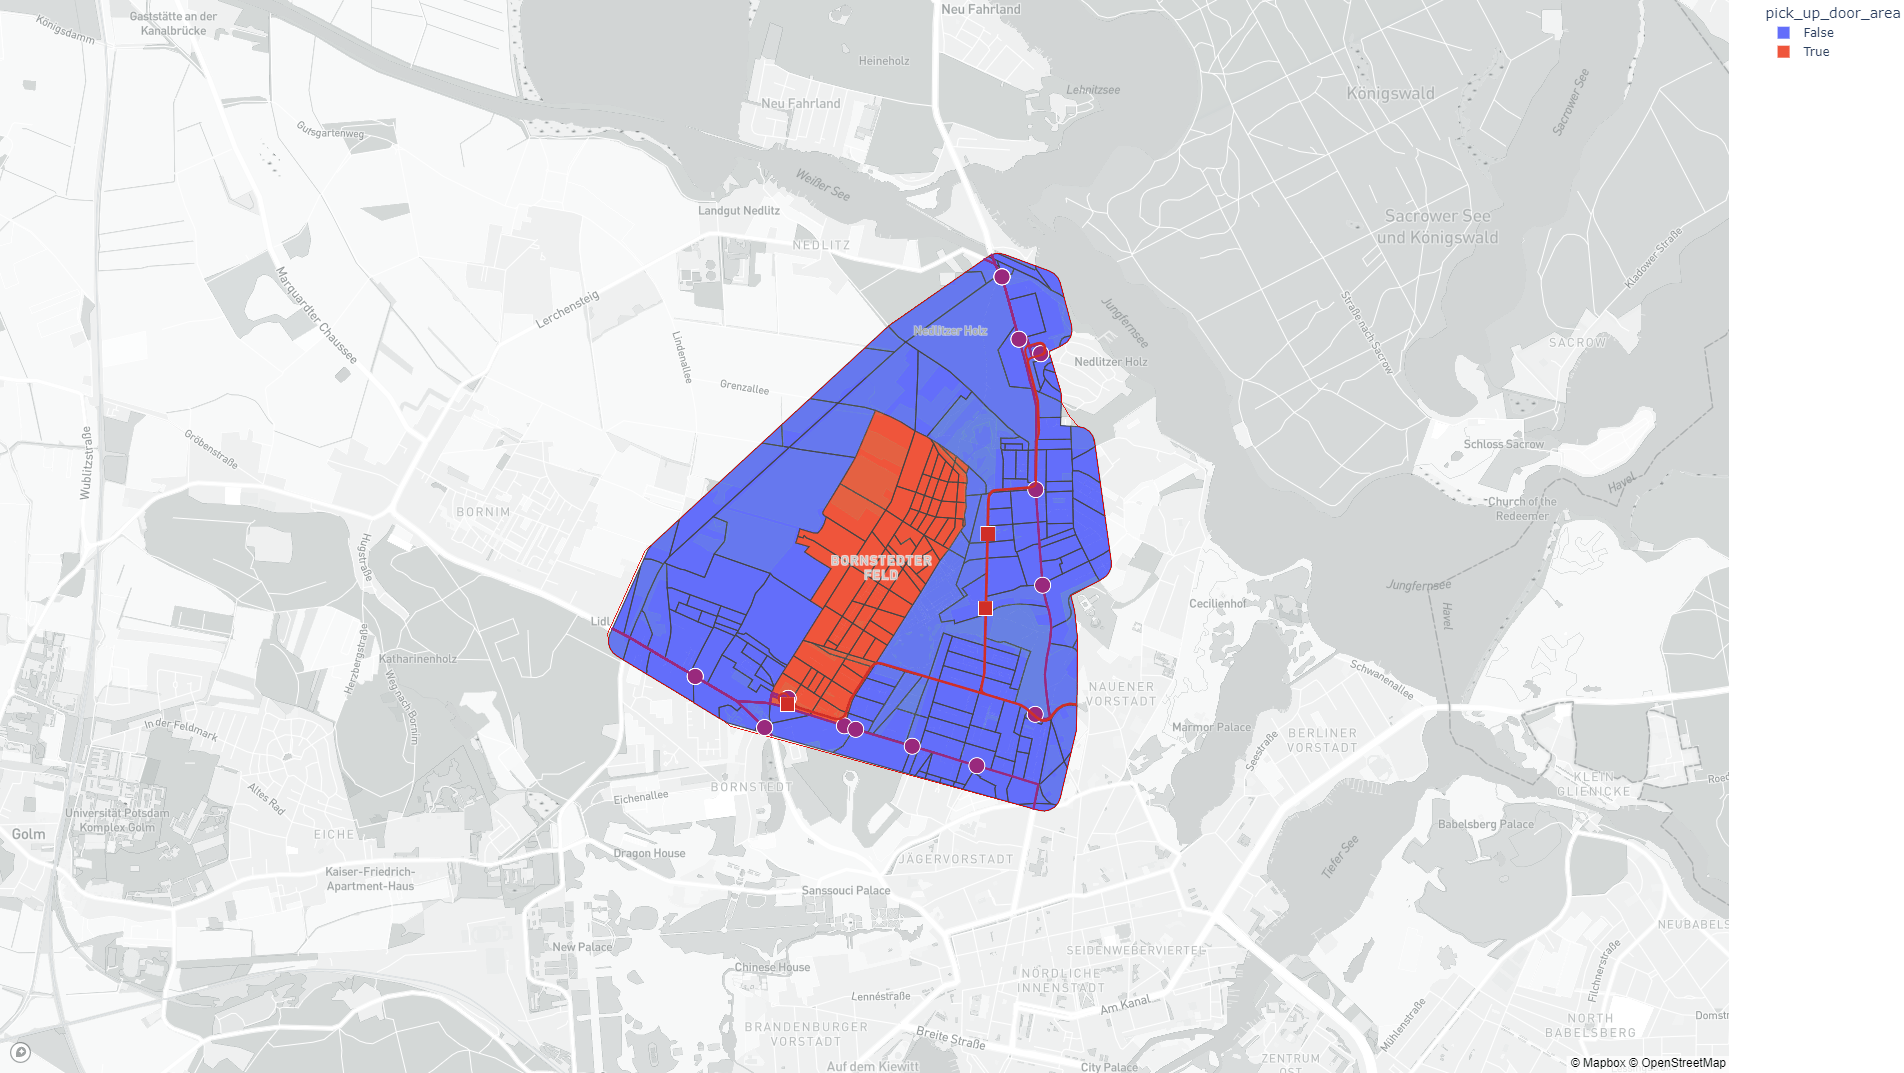 Gaststätte an der
Kanalbrücke
Königsdamm
Neu Fahrland
pick_up_door_area
False
True
Heineholz
Neu Fahrland
Lehnitzsee
Königswald
Sacrower See
Gutsgartenweg
Weißer See
Landgut Nedlitz
NEDLITZ
Sacrower See
und Königswald
Kladower Straße
Marquardter Chaussee
Lerchensteig
Lindenallee
Nedlitzer Holz
Jungfernsee
Straße nach Sacrow
SACROW
Nedlitzer Holz
Grenzallee
Gröbenstraße
Wublitzstraße
Schloss Sacrow
Havel
BORNIM
Church of the
Redeemer
Hugstraße
BORNSTEDTER
FELD
Jungfernsee
Havel
Cecilienhof
Lidl
Katharinenholz
Herzbergstraße
Weg nach Bornim
Schwanenallee
NAUENER
VORSTADT
In der Feldmark
Marmor Palace
BERLINER
VORSTADT
Seestraße
KLEIN
GLIENICKE
Roe
BORNSTEDT
Eichenallee
Altes Rad
Universität Potsdam
Komplex Golm
Golm
EICHE
Babelsberg Palace
Tiefer See
Dragon House
JÄGERVORSTADT
Kaiser-Friedrich-
Apartment-Haus
Sanssouci Palace
NEUBABELS
New Palace
SEIDENWEBERVIERTEL
Chinese House
NÖRDLICHE
INNENSTADT
Filchnerstraße
Lennéstraße
Am Kanal
BRANDENBURGER
VORSTADT
Breite Straße
Mühlenstraße
NORTH
BABELSBERG
Domstr
ZENTRUM
OST
Auf dem Kiewitt
City Palace
© Mapbox © OpenStreetMap